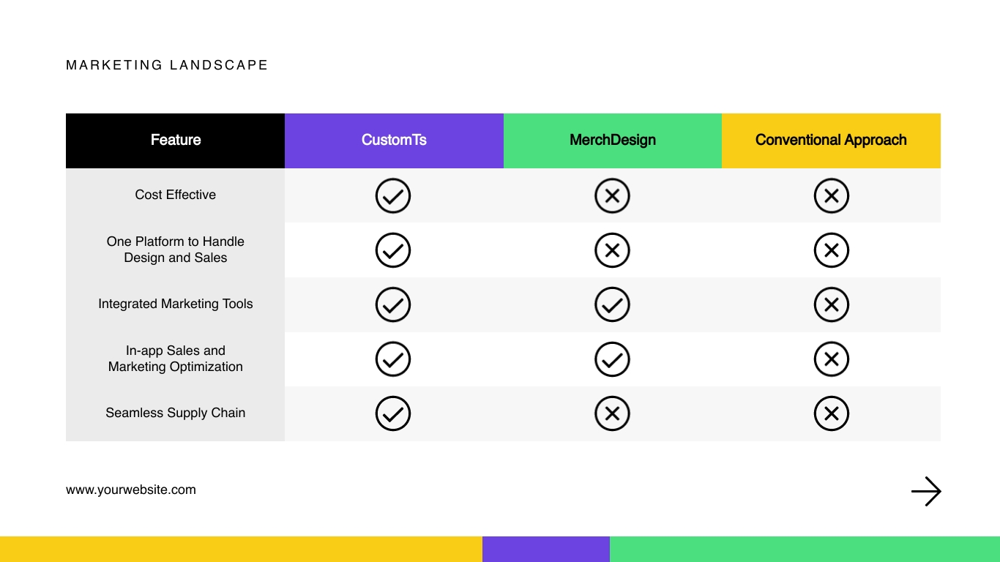 MARKETING LANDSCAPE
Feature
CustomTs
MerchDesign
Conventional Approach
Cost Effective
One Platform to Handle
Design and Sales
Integrated Marketing Tools
In-app Sales and
Marketing Optimization
Seamless Supply Chain
www.yourwebsite.com